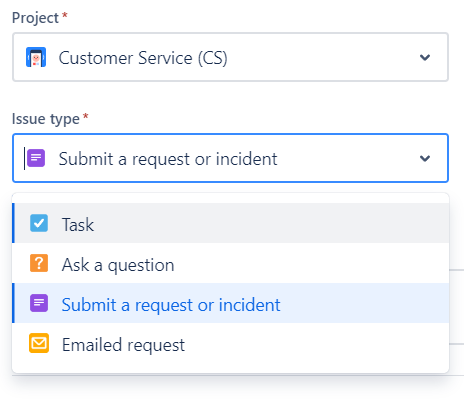 Project *
Customer Service (CS)
Issue type *
Submit a request or incident
Task
Ask a question
Submit a request or incident
Emailed request